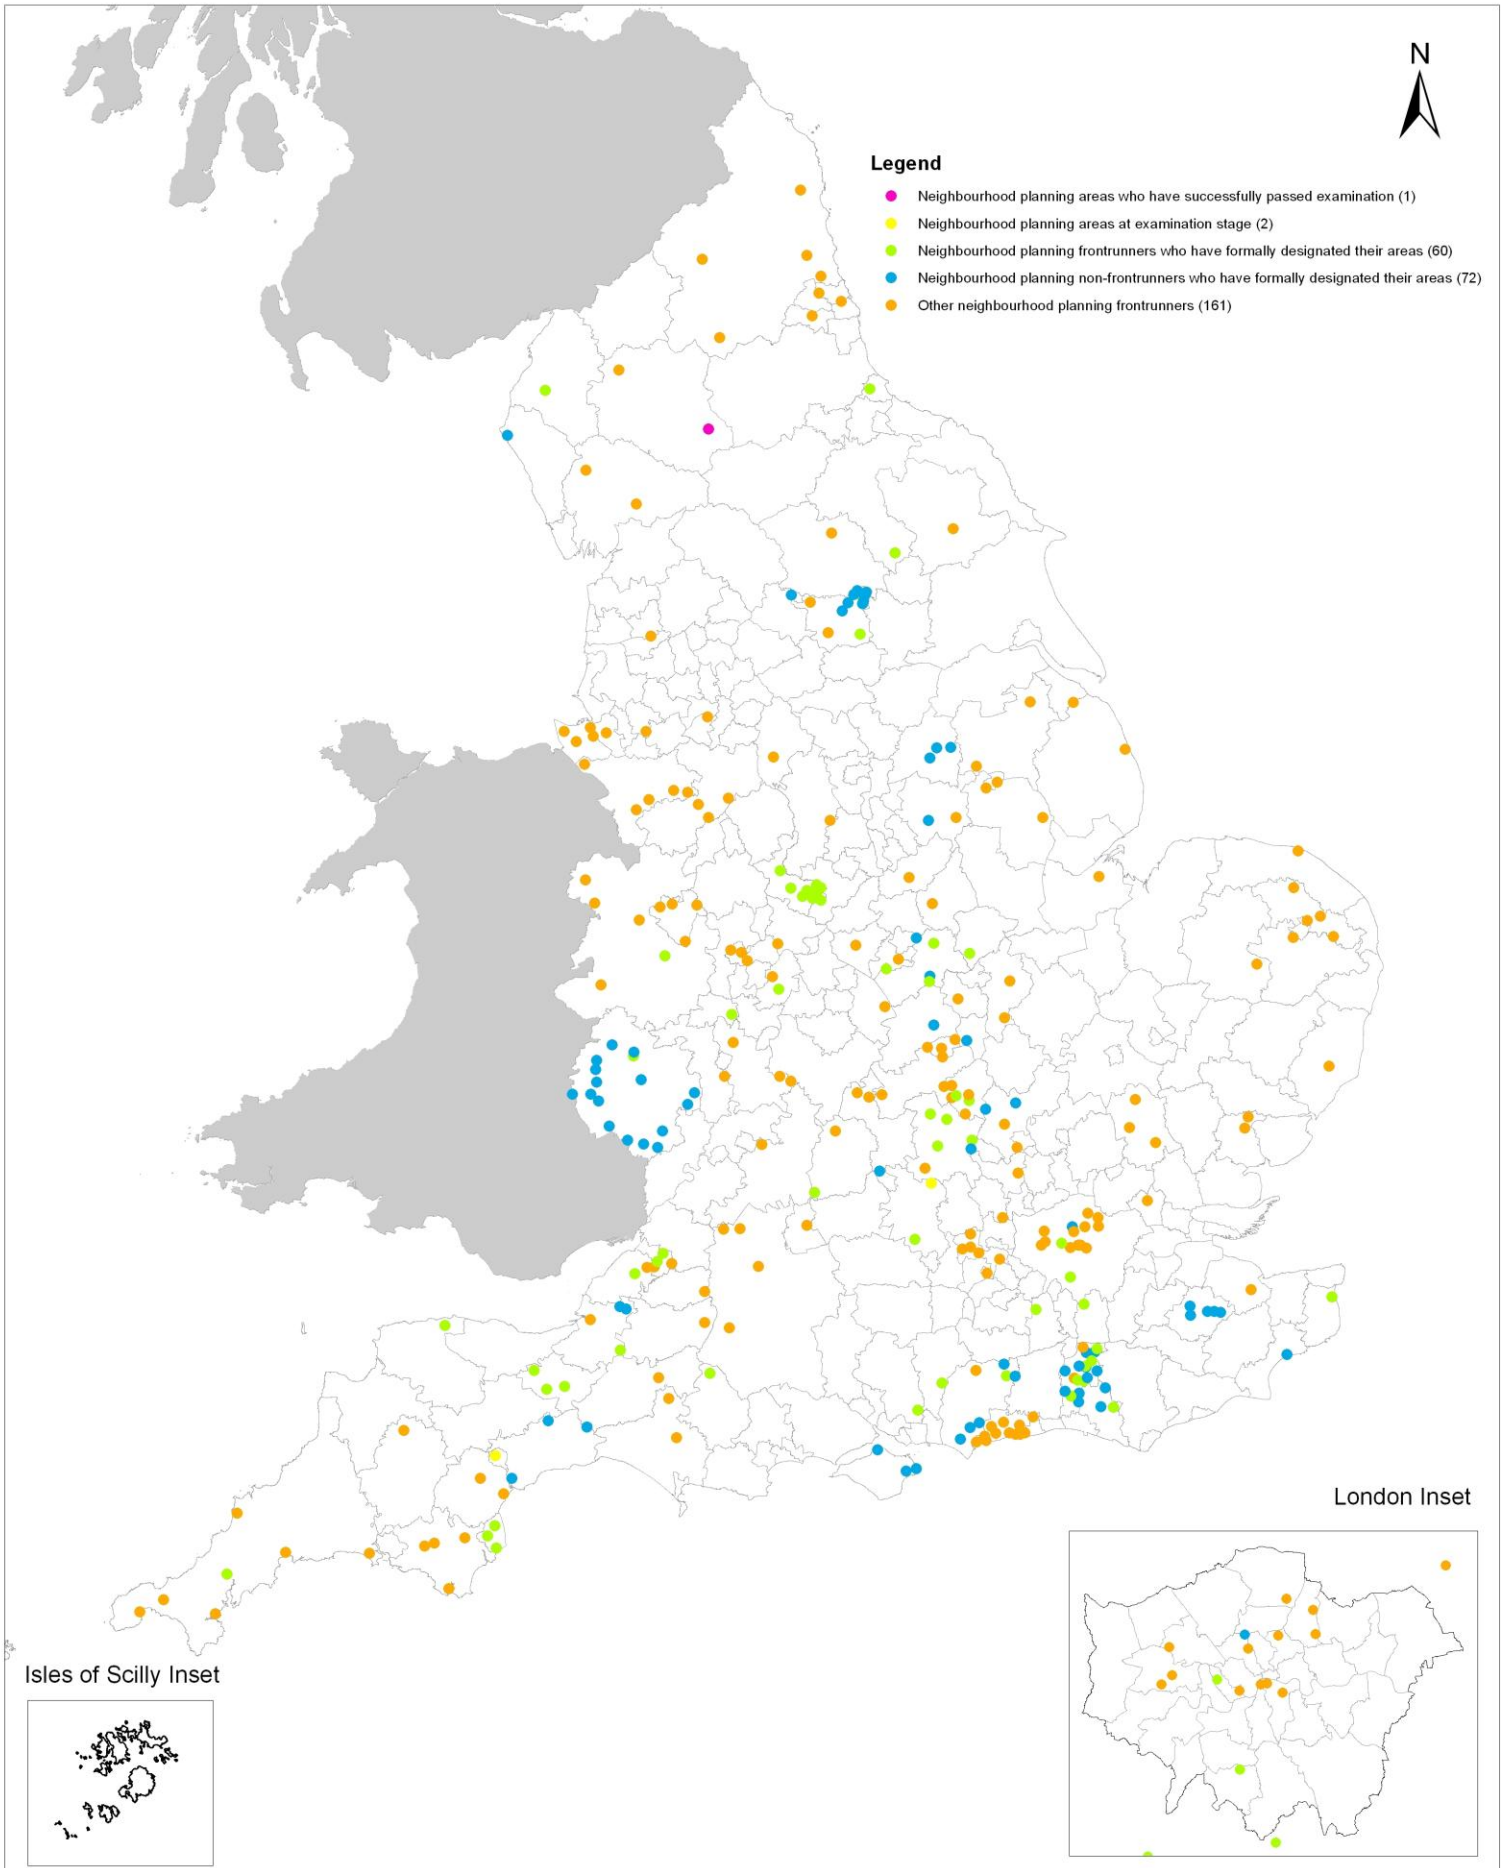 N
Legend
Neighbourhood planning areas who have successfully passed examination (1)
Neighbourhood planning areas at examination stage (2)
Neighbourhood planning frontrunners who have formally designated their areas (60)
Neighbourhood planning non-frontrunners who have formally designated their areas (72)
Other neighbourhood planning frontrunners (161)
London Inset
Isles of Scilly Inset